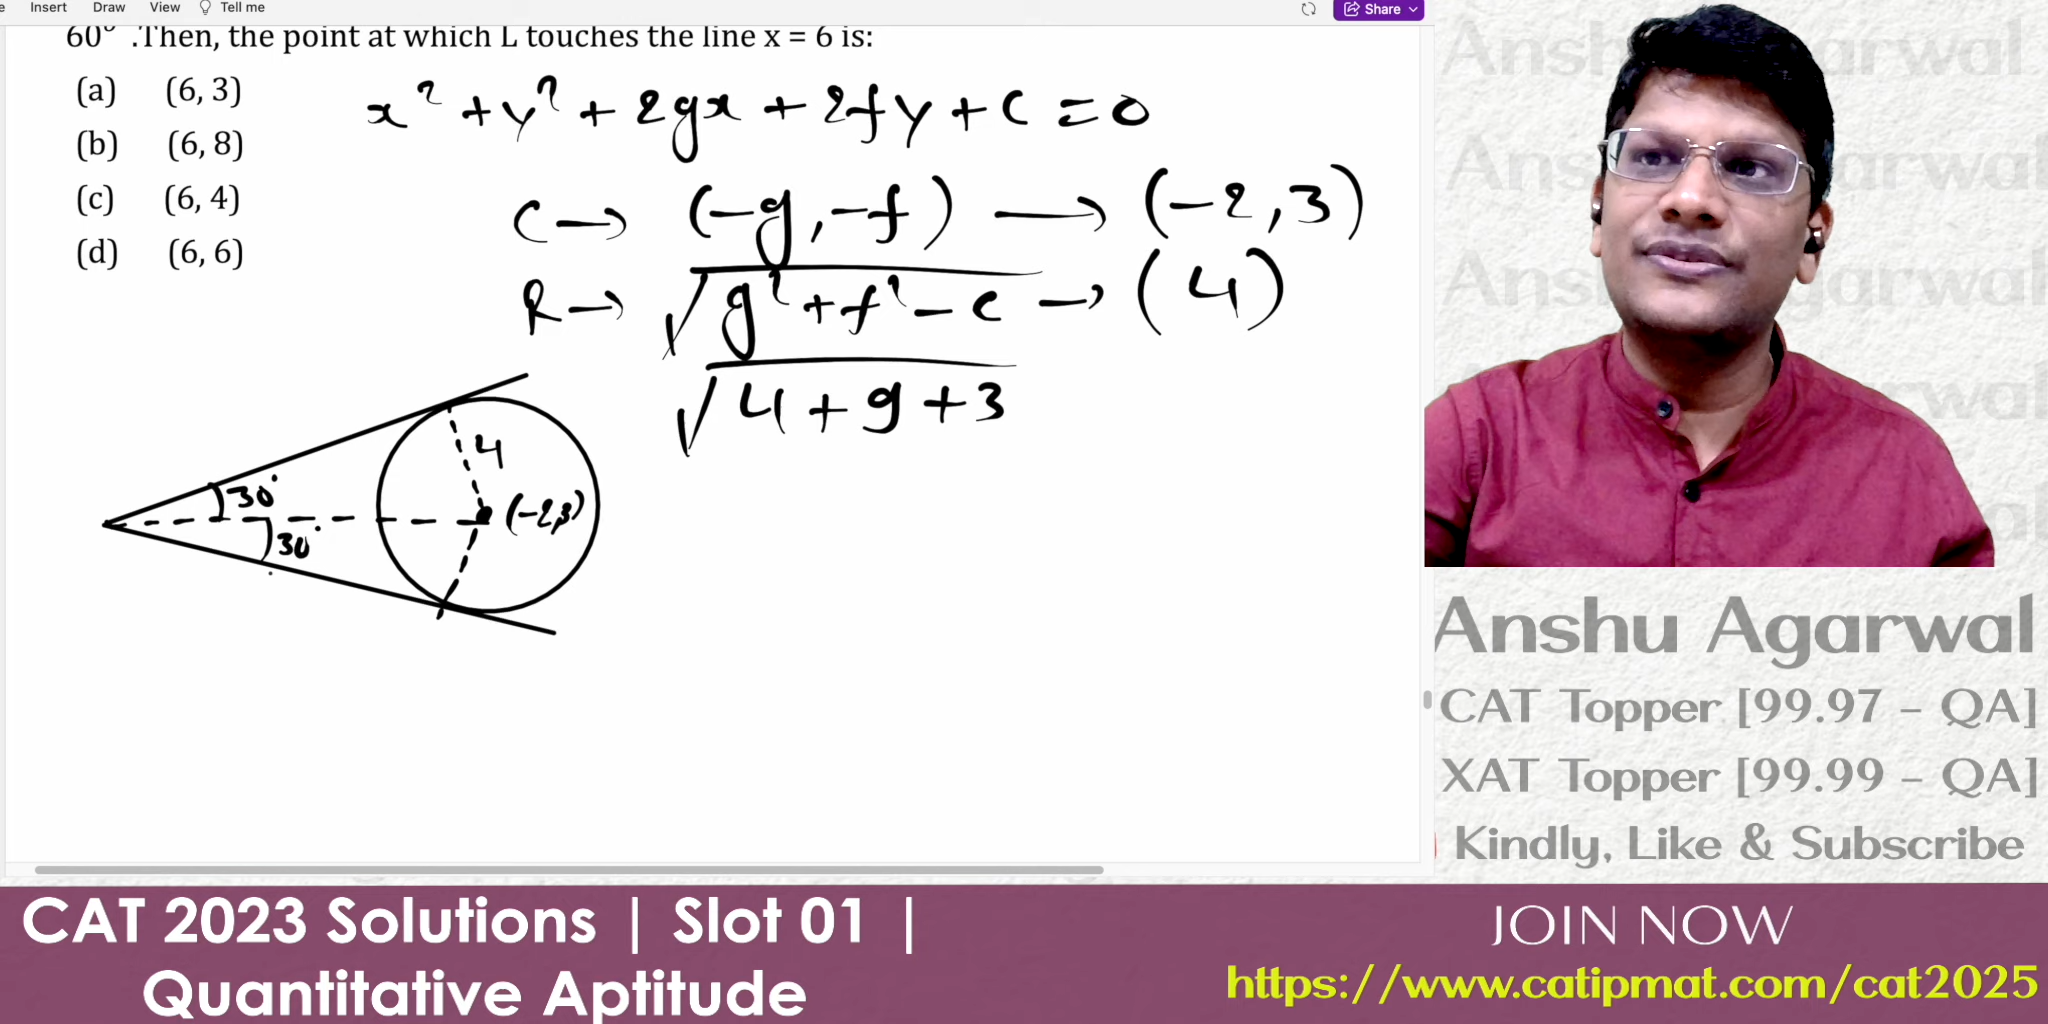 Insert Draw View Tell me Share
60° .Then, the point at which L touches the line x = 6 is:
(a) (6, 3)
(b) (6, 8)
(c) (6, 4)
(d) (6, 6)
x² + y² + 2gx + 2fy + c = 0
C → (-g, -f) → (-2, 3)
R → √g² + f² - c → (4)
√4 + 9 + 3
4
30°
(-2,3)
30°
Anshu Agarwal
CAT Topper [99.97 – QA]
XAT Topper [99.99 – QA]
Kindly, Like & Subscribe
CAT 2023 Solutions | Slot 01 |
Quantitative Aptitude
JOIN NOW
https://www.catipmat.com/cat2025